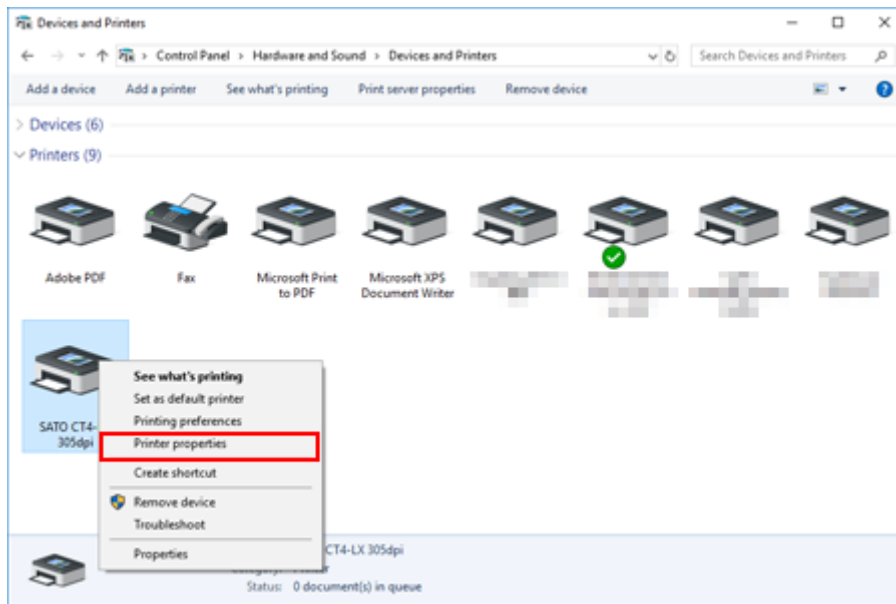 Devices and Printers
Control Panel > Hardware and Sound > Devices and Printers
Search Devices and Printers
Add a device Add a printer See what's printing Print server properties Remove device
Devices (6)
Printers (9)
Adobe PDF
Fax
Microsoft Print
to PDF
Microsoft XPS
Document Writer
SATO CT4-
305dpi
See what's printing
Set as default printer
Printing preferences
Printer properties
Create shortcut
Remove device
Troubleshoot
Properties
CT4-LX 305dpi
Status: 0 document(s) in queue